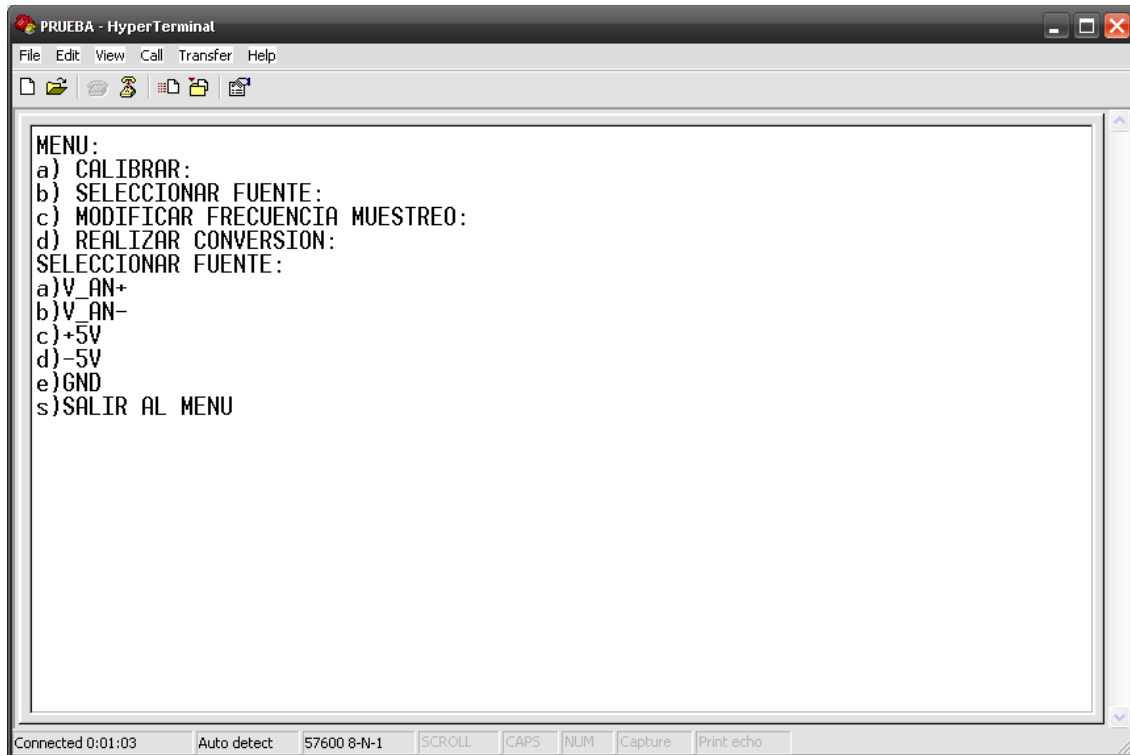 PRUEBA - HyperTerminal
File Edit View Call Transfer Help
MENU:
a) CALIBRAR:
b) SELECCIONAR FUENTE:
c) MODIFICAR FRECUENCIA MUESTREO:
d) REALIZAR CONVERSION:
SELECCIONAR FUENTE:
a)V_AN+
b)V_AN-
c)+5V
d)-5V
e)GND
s)SALIR AL MENU
Connected 0:01:03 Auto detect 57600 8-N-1 SCROLL CAPS NUM Capture Print echo